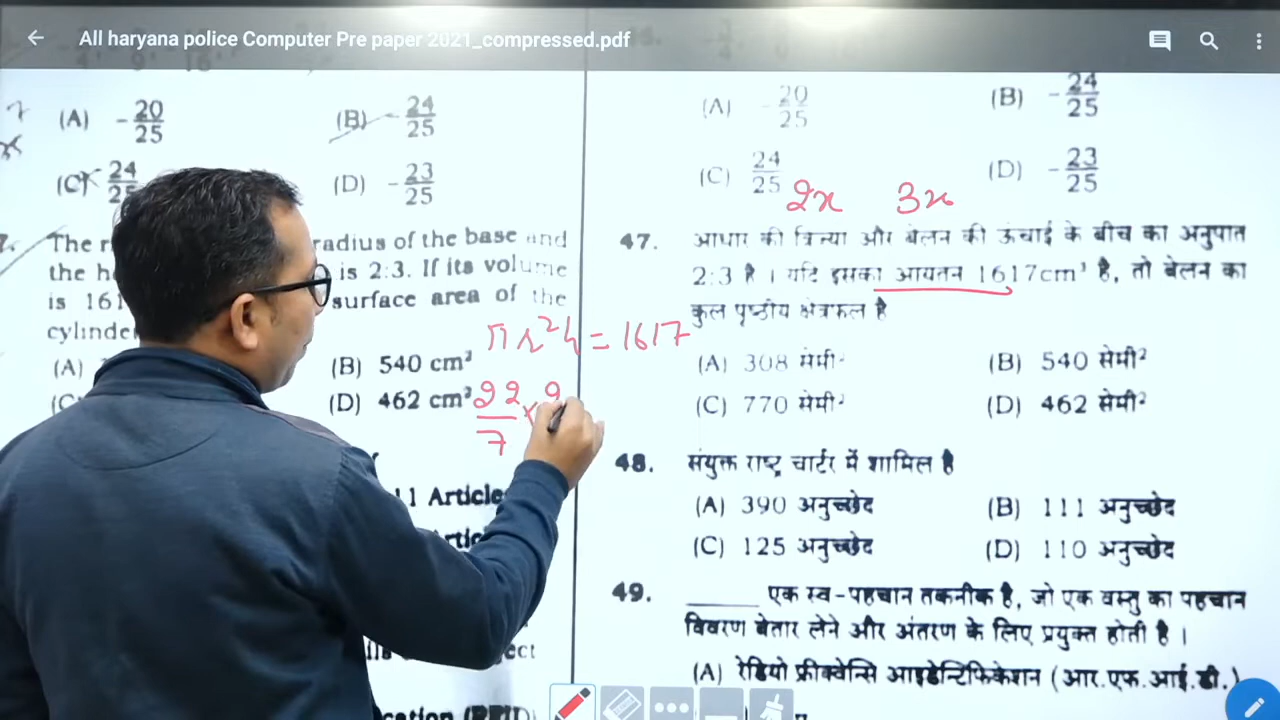 All haryana police Computer Pre paper 2021_compressed.pdf
(A) -20/25 (B) -24/25
(C) 24/25 (D) -23/25
The r radius of the base and
the h is 2:3. If its volume
is 161 surface area of the
cylinde
πr²h = 1617
(A) (B) 540 cm²
(D) 462 cm²
22/7 ×
11 Article
(A) -20/25 (B) -24/25
(C) 24/25 (D) -23/25
2x 3x
47. आधार की त्रिज्या और बेलन की ऊंचाई के बीच का अनुपात
2:3 है । यदि इसका आयतन 1617cm³ है, तो बेलन का
कुल पृष्ठीय क्षेत्रफल है
(A) 308 सेमी² (B) 540 सेमी²
(C) 770 सेमी² (D) 462 सेमी²
48. संयुक्त राष्ट्र चार्टर में शामिल है
(A) 390 अनुच्छेद (B) 111 अनुच्छेद
(C) 125 अनुच्छेद (D) 110 अनुच्छेद
49. ______ एक स्व-पहचान तकनीक है, जो एक वस्तु का पहचान
विवरण बेतार लेने और अंतरण के लिए प्रयुक्त होती है ।
(A) रेडियो फ्रीक्वेन्सि आइडेन्टिफिकेशन (आर.एफ.आई.डी.)